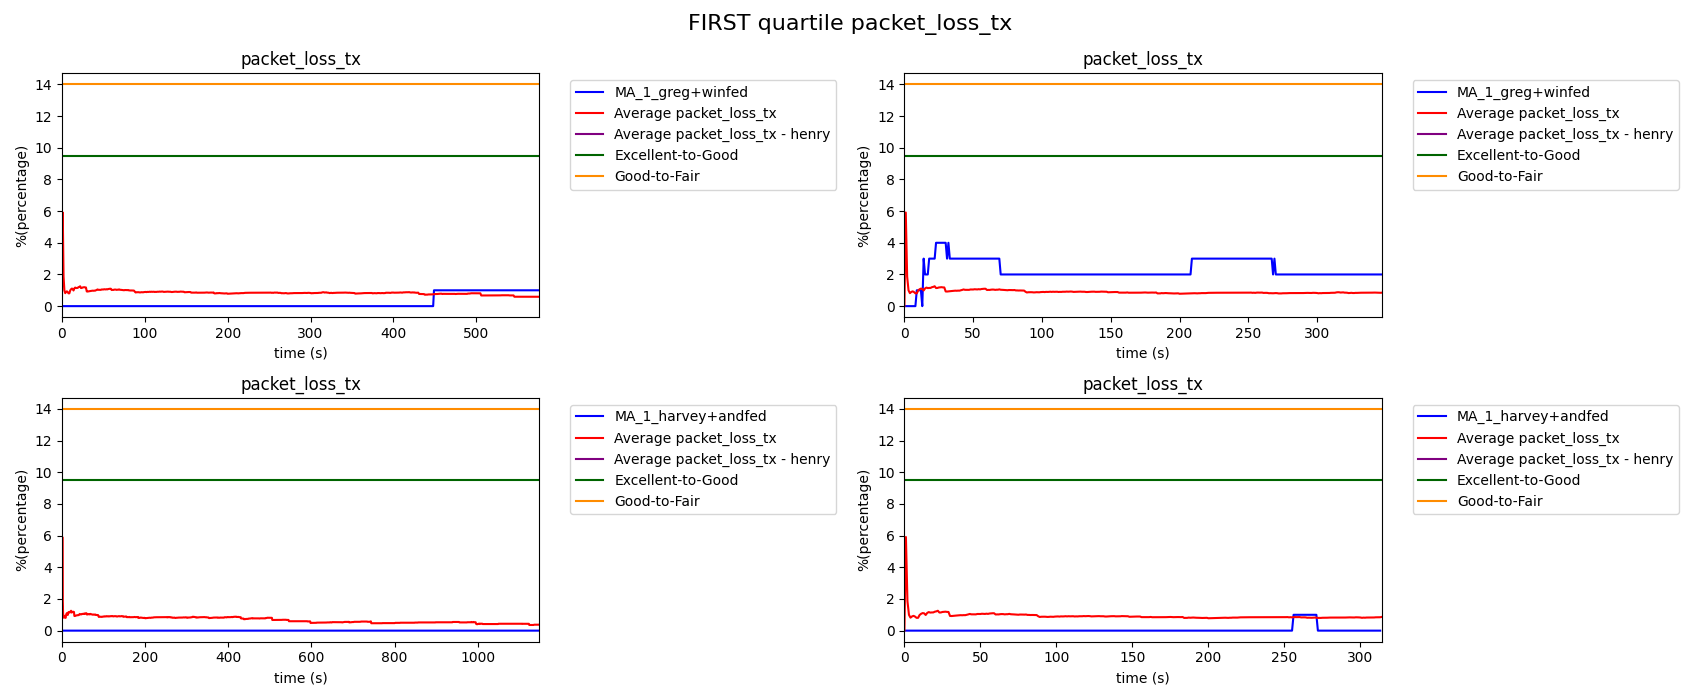 FIRST quartile packet_loss_tx
packet_loss_tx
%(percentage)
14
12
10
8
6
4
2
0
0 100 200 300 400 500
time (s)
MA_1_greg+winfed
Average packet_loss_tx
Average packet_loss_tx - henry
Excellent-to-Good
Good-to-Fair
packet_loss_tx
%(percentage)
14
12
10
8
6
4
2
0
0 50 100 150 200 250 300
time (s)
MA_1_greg+winfed
Average packet_loss_tx
Average packet_loss_tx - henry
Excellent-to-Good
Good-to-Fair
packet_loss_tx
%(percentage)
14
12
10
8
6
4
2
0
0 200 400 600 800 1000
time (s)
MA_1_harvey+andfed
Average packet_loss_tx
Average packet_loss_tx - henry
Excellent-to-Good
Good-to-Fair
packet_loss_tx
%(percentage)
14
12
10
8
6
4
2
0
0 50 100 150 200 250 300
time (s)
MA_1_harvey+andfed
Average packet_loss_tx
Average packet_loss_tx - henry
Excellent-to-Good
Good-to-Fair